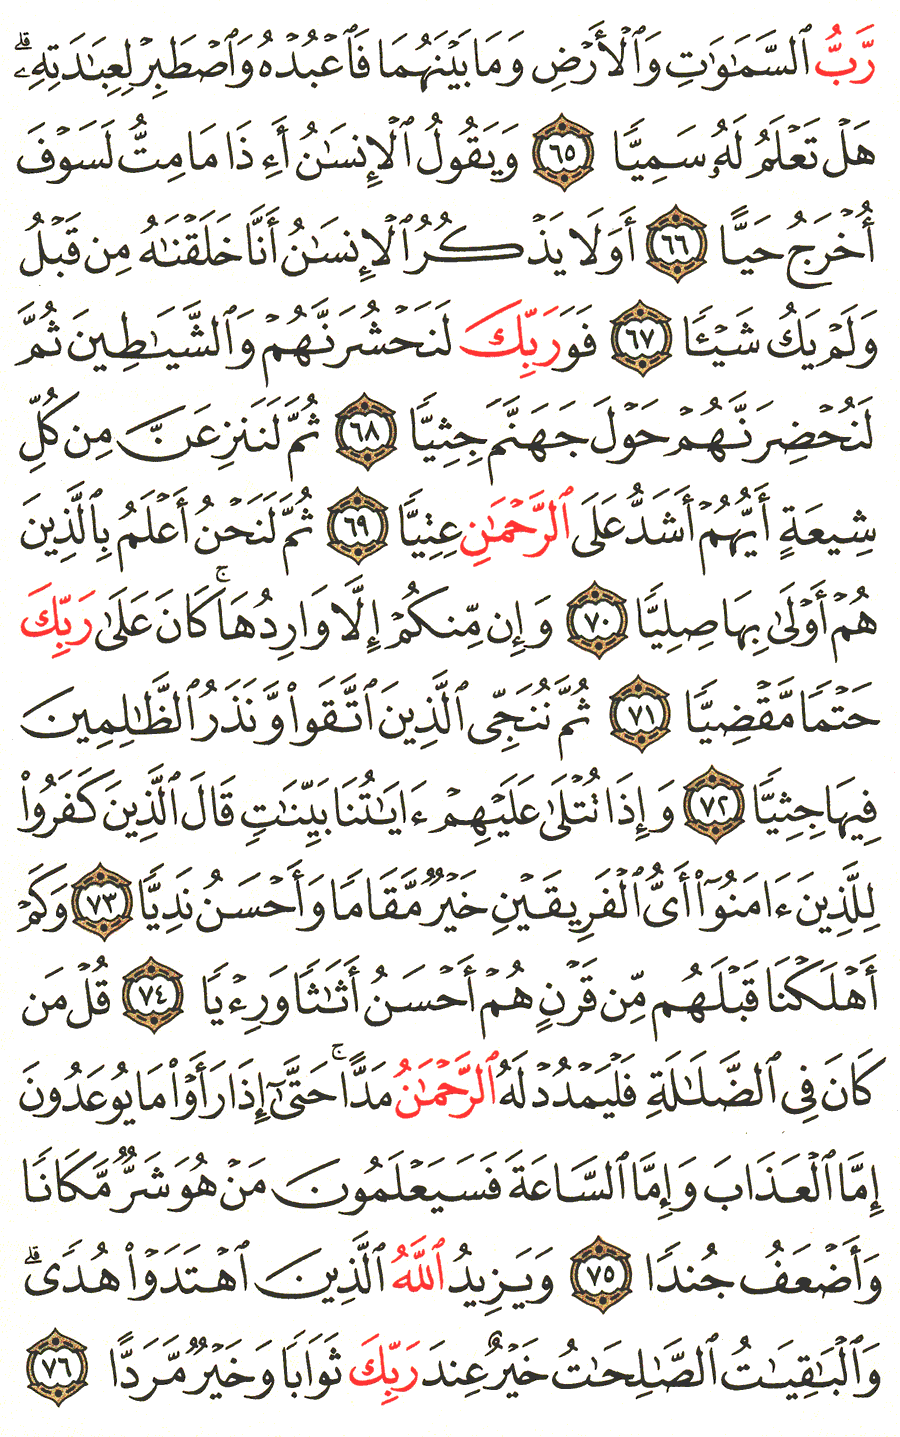 رَّبُّ ٱلسَّمَٰوَٰتِ وَٱلْأَرْضِ وَمَا بَيْنَهُمَا فَٱعْبُدْهُ وَٱصْطَبِرْ لِعِبَٰدَتِهِۦۚ
هَلْ تَعْلَمُ لَهُۥ سَمِيًّا ٦٥ وَيَقُولُ ٱلْإِنسَٰنُ أَءِذَا مَا مِتُّ لَسَوْفَ
أُخْرَجُ حَيًّا ٦٦ أَوَلَا يَذْكُرُ ٱلْإِنسَٰنُ أَنَّا خَلَقْنَٰهُ مِن قَبْلُ
وَلَمْ يَكُ شَيْـًٔا ٦٧ فَوَرَبِّكَ لَنَحْشُرَنَّهُمْ وَٱلشَّيَٰطِينَ ثُمَّ
لَنُحْضِرَنَّهُمْ حَوْلَ جَهَنَّمَ جِثِيًّا ٦٨ ثُمَّ لَنَنزِعَنَّ مِن كُلِّ
شِيعَةٍ أَيُّهُمْ أَشَدُّ عَلَى ٱلرَّحْمَٰنِ عِتِيًّا ٦٩ ثُمَّ لَنَحْنُ أَعْلَمُ بِٱلَّذِينَ
هُمْ أَوْلَىٰ بِهَا صِلِيًّا ٧٠ وَإِن مِّنكُمْ إِلَّا وَارِدُهَاۚ كَانَ عَلَىٰ رَبِّكَ
حَتْمًا مَّقْضِيًّا ٧١ ثُمَّ نُنَجِّى ٱلَّذِينَ ٱتَّقَوا۟ وَّنَذَرُ ٱلظَّٰلِمِينَ
فِيهَا جِثِيًّا ٧٢ وَإِذَا تُتْلَىٰ عَلَيْهِمْ ءَايَٰتُنَا بَيِّنَٰتٍ قَالَ ٱلَّذِينَ كَفَرُوا۟
لِلَّذِينَ ءَامَنُوٓا۟ أَىُّ ٱلْفَرِيقَيْنِ خَيْرٌ مَّقَامًا وَأَحْسَنُ نَدِيًّا ٧٣ وَكَمْ
أَهْلَكْنَا قَبْلَهُم مِّن قَرْنٍ هُمْ أَحْسَنُ أَثَٰثًا وَرِءْيًا ٧٤ قُلْ مَن
كَانَ فِى ٱلضَّلَٰلَةِ فَلْيَمْدُدْ لَهُ ٱلرَّحْمَٰنُ مَدًّاۚ حَتَّىٰٓ إِذَا رَأَوْا۟ مَا يُوعَدُونَ
إِمَّا ٱلْعَذَابَ وَإِمَّا ٱلسَّاعَةَ فَسَيَعْلَمُونَ مَنْ هُوَ شَرٌّ مَّكَانًا
وَأَضْعَفُ جُندًا ٧٥ وَيَزِيدُ ٱللَّهُ ٱلَّذِينَ ٱهْتَدَوْا۟ هُدًىۗ
وَٱلْبَٰقِيَٰتُ ٱلصَّٰلِحَٰتُ خَيْرٌ عِندَ رَبِّكَ ثَوَابًا وَخَيْرٌ مَّرَدًّا ٧٦